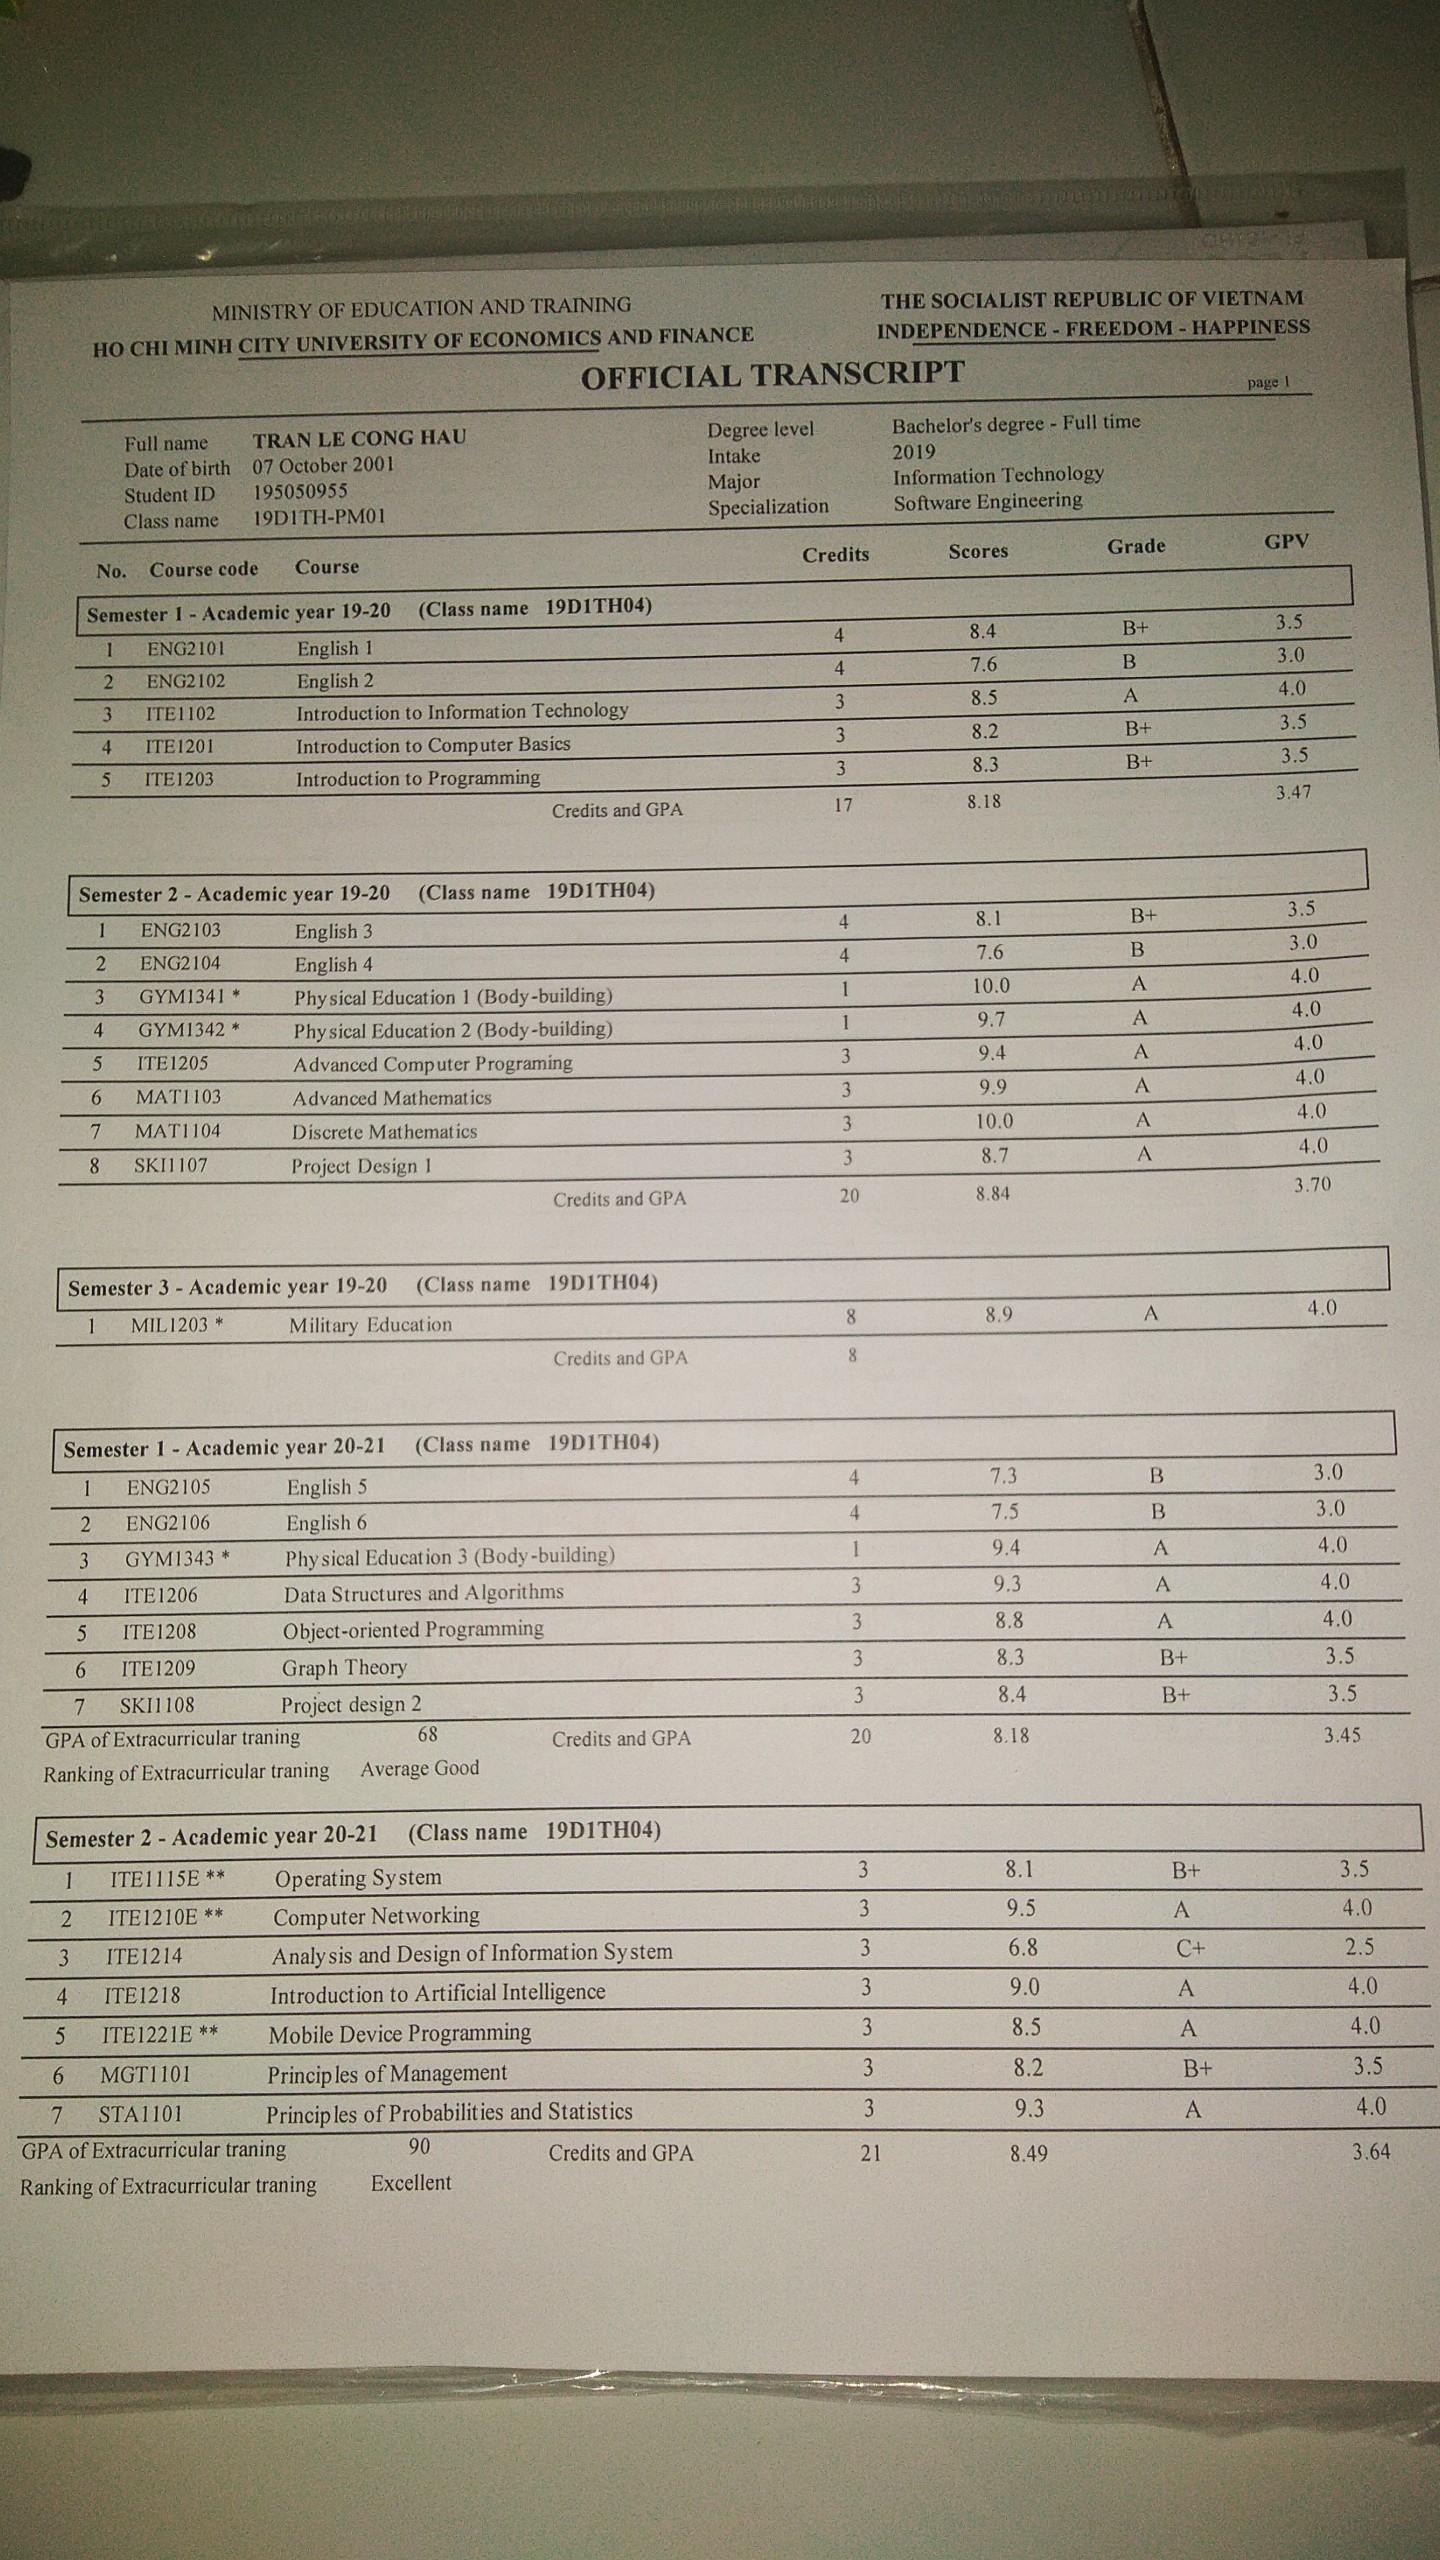 MINISTRY OF EDUCATION AND TRAINING THE SOCIALIST REPUBLIC OF VIETNAM
HO CHI MINH CITY UNIVERSITY OF ECONOMICS AND FINANCE INDEPENDENCE - FREEDOM - HAPPINESS
OFFICIAL TRANSCRIPT
page 1
Full name TRAN LE CONG HAU Degree level Bachelor's degree - Full time
Date of birth 07 October 2001 Intake 2019
Student ID 195050955 Major Information Technology
Class name 19D1TH-PM01 Specialization Software Engineering
No. Course code Course Credits Scores Grade GPV
Semester 1 - Academic year 19-20 (Class name 19D1TH04)
1 ENG2101 English 1 4 8.4 B+ 3.5
2 ENG2102 English 2 4 7.6 B 3.0
3 ITE1102 Introduction to Information Technology 3 8.5 A 4.0
4 ITE1201 Introduction to Computer Basics 3 8.2 B+ 3.5
5 ITE1203 Introduction to Programming 3 8.3 B+ 3.5
Credits and GPA 17 8.18 3.47
Semester 2 - Academic year 19-20 (Class name 19D1TH04)
1 ENG2103 English 3 4 8.1 B+ 3.5
2 ENG2104 English 4 4 7.6 B 3.0
3 GYM1341 * Physical Education 1 (Body-building) 1 10.0 A 4.0
4 GYM1342 * Physical Education 2 (Body-building) 1 9.7 A 4.0
5 ITE1205 Advanced Computer Programing 3 9.4 A 4.0
6 MAT1103 Advanced Mathematics 3 9.9 A 4.0
7 MAT1104 Discrete Mathematics 3 10.0 A 4.0
8 SKI1107 Project Design 1 3 8.7 A 4.0
Credits and GPA 20 8.84 3.70
Semester 3 - Academic year 19-20 (Class name 19D1TH04)
1 MIL1203 * Military Education 8 8.9 A 4.0
Credits and GPA 8
Semester 1 - Academic year 20-21 (Class name 19D1TH04)
1 ENG2105 English 5 4 7.3 B 3.0
2 ENG2106 English 6 4 7.5 B 3.0
3 GYM1343 * Physical Education 3 (Body-building) 1 9.4 A 4.0
4 ITE1206 Data Structures and Algorithms 3 9.3 A 4.0
5 ITE1208 Object-oriented Programming 3 8.8 A 4.0
6 ITE1209 Graph Theory 3 8.3 B+ 3.5
7 SKI1108 Project design 2 3 8.4 B+ 3.5
GPA of Extracurricular traning 68 Credits and GPA 20 8.18 3.45
Ranking of Extracurricular traning Average Good
Semester 2 - Academic year 20-21 (Class name 19D1TH04)
1 ITE1115E ** Operating System 3 8.1 B+ 3.5
2 ITE1210E ** Computer Networking 3 9.5 A 4.0
3 ITE1214 Analysis and Design of Information System 3 6.8 C+ 2.5
4 ITE1218 Introduction to Artificial Intelligence 3 9.0 A 4.0
5 ITE1221E ** Mobile Device Programming 3 8.5 A 4.0
6 MGT1101 Principles of Management 3 8.2 B+ 3.5
7 STA1101 Principles of Probabilities and Statistics 3 9.3 A 4.0
GPA of Extracurricular traning 90 Credits and GPA 21 8.49 3.64
Ranking of Extracurricular traning Excellent